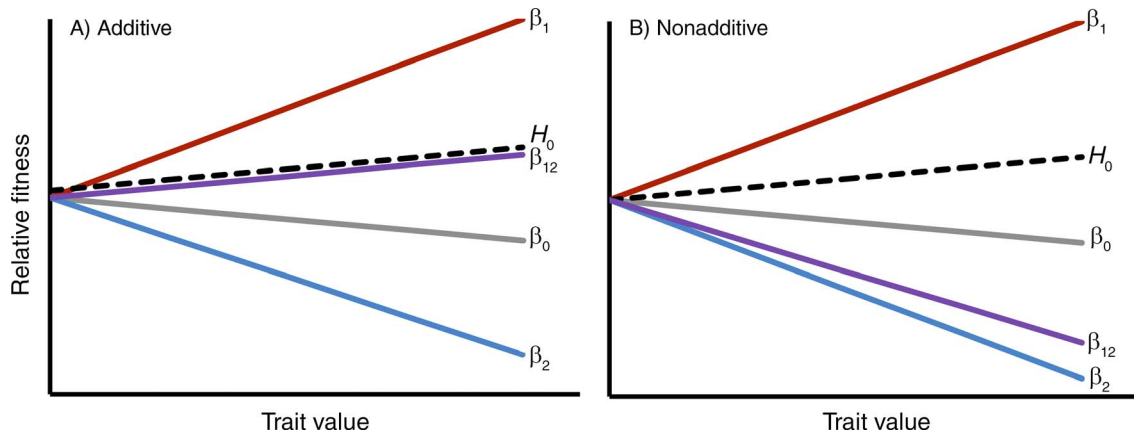 A) Additive
β1
H0
β12
β0
β2
Relative fitness
Trait value
B) Nonadditive
β1
H0
β0
β12
β2
Trait value